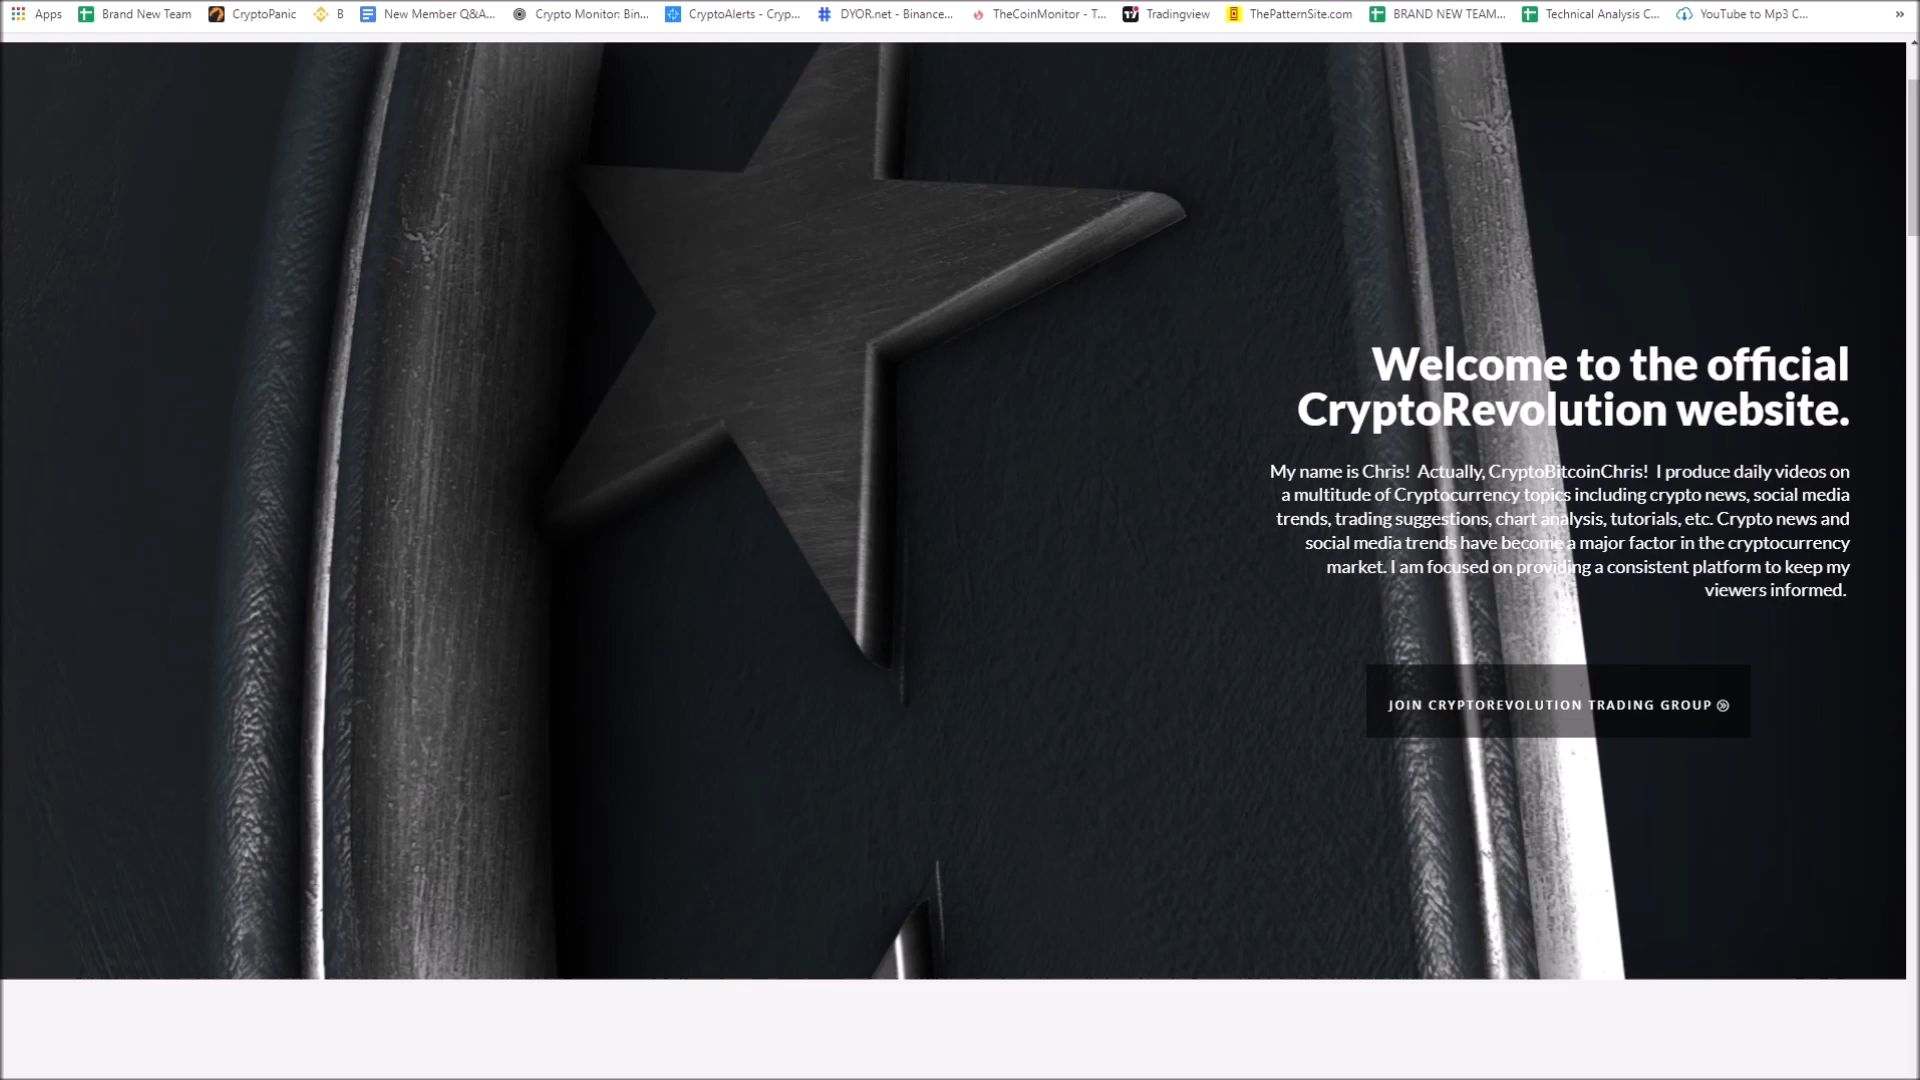 Apps Brand New Team CryptoPanic B New Member Q&A... Crypto Monitor: Bin... CryptoAlerts - Cryp... DYOR.net - Binance... TheCoinMonitor - T... Tradingview ThePatternSite.com BRAND NEW TEAM... Technical Analysis C... YouTube to Mp3 C... »
Welcome to the official
CryptoRevolution website.
My name is Chris!  Actually, CryptoBitcoinChris!  I produce daily videos on
a multitude of Cryptocurrency topics including crypto news, social media
trends, trading suggestions, chart analysis, tutorials, etc. Crypto news and
social media trends have become a major factor in the cryptocurrency
market. I am focused on providing a consistent platform to keep my
viewers informed.
JOIN CRYPTOREVOLUTION TRADING GROUP